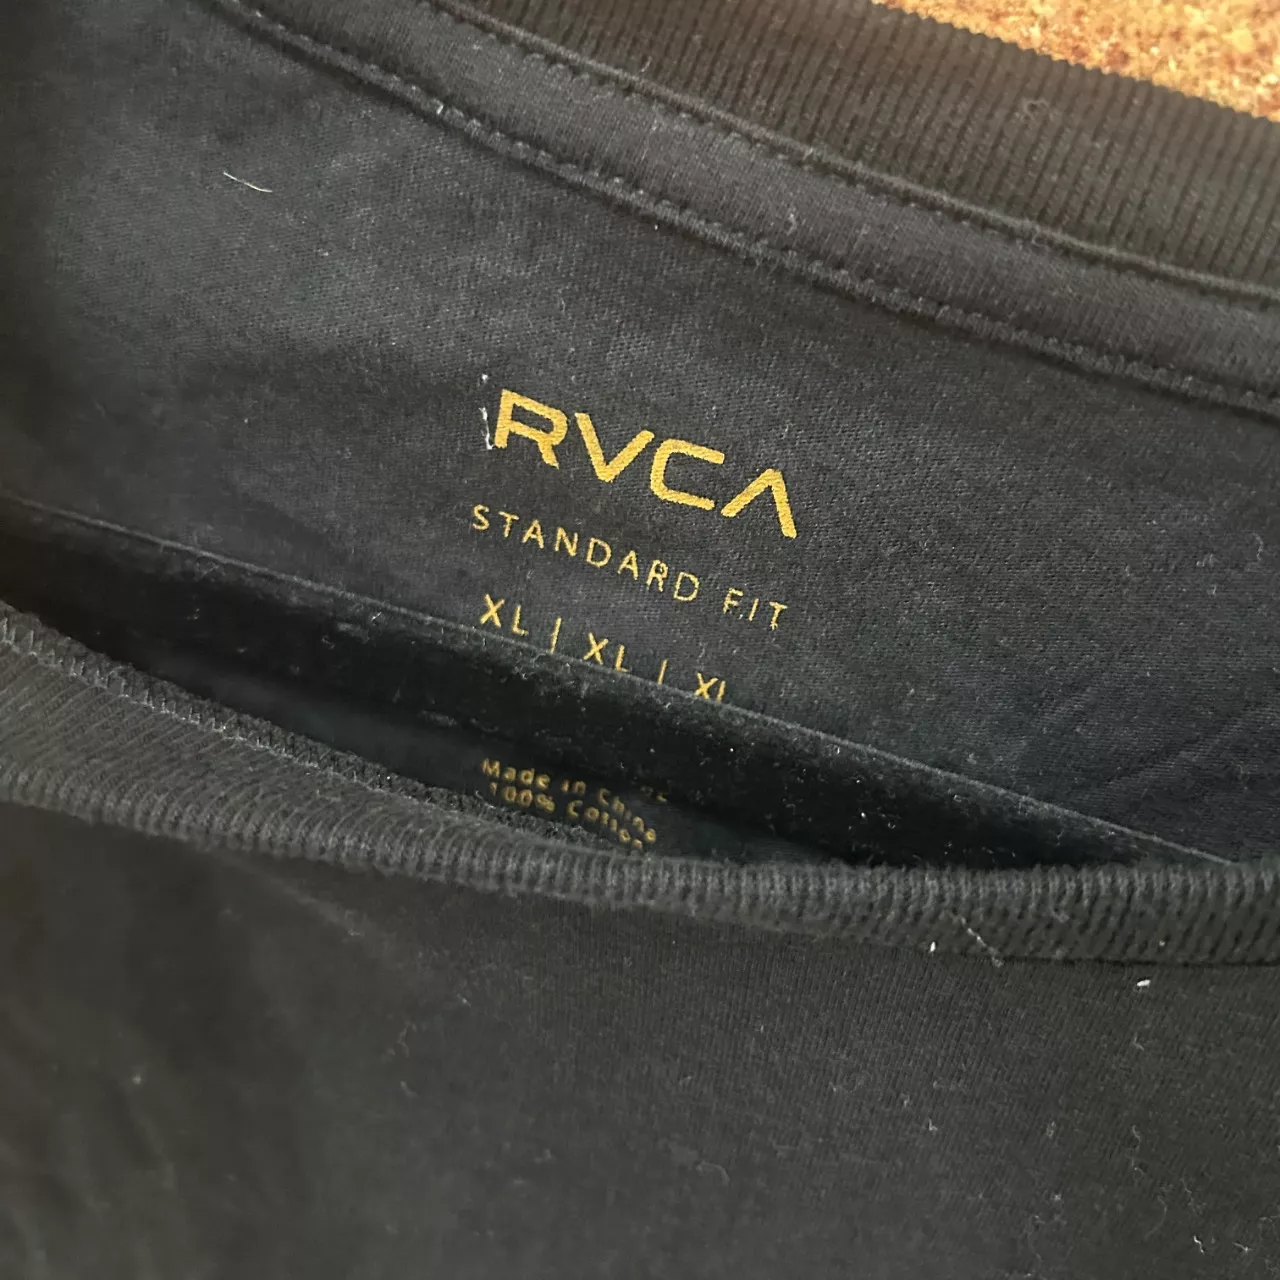 RVCA
STANDARD FIT
XL | XL | XL
Made in China
100% Cotton